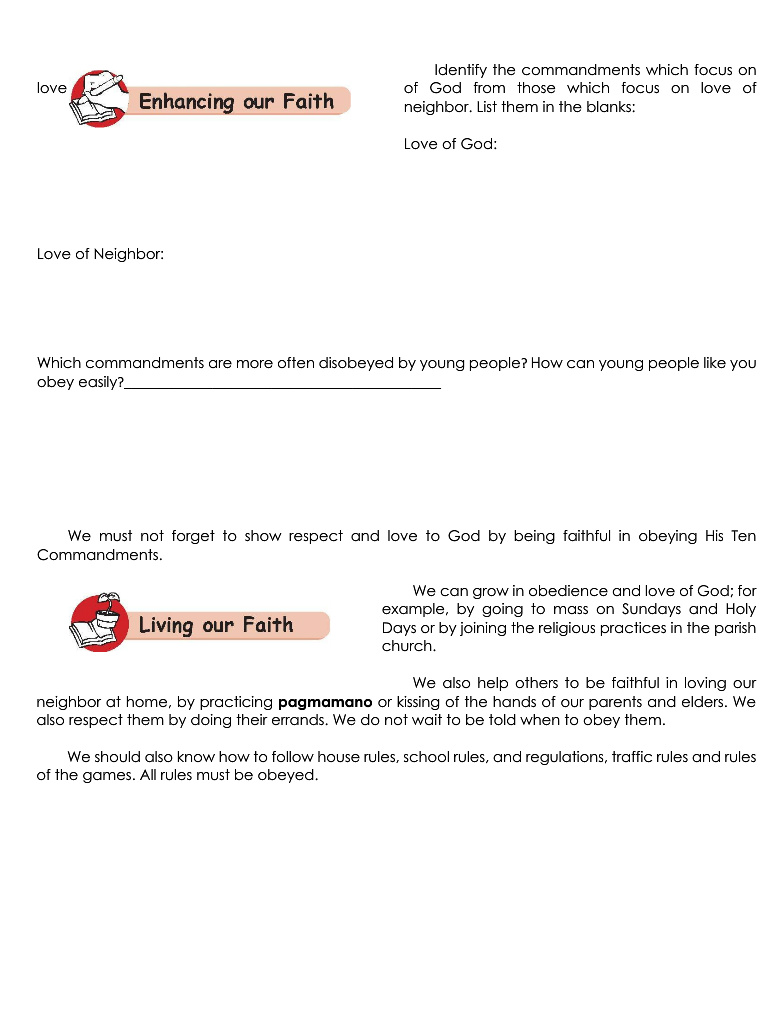 Identify the commandments which focus on
love
Enhancing our Faith
of God from those which focus on love of
neighbor. List them in the blanks:
Love of God:
Love of Neighbor:
Which commandments are more often disobeyed by young people? How can young people like you
obey easily?
We must not forget to show respect and love to God by being faithful in obeying His Ten
Commandments.
Living our Faith
We can grow in obedience and love of God; for
example, by going to mass on Sundays and Holy
Days or by joining the religious practices in the parish
church.
We also help others to be faithful in loving our
neighbor at home, by practicing pagmamano or kissing of the hands of our parents and elders. We
also respect them by doing their errands. We do not wait to be told when to obey them.
We should also know how to follow house rules, school rules, and regulations, traffic rules and rules
of the games. All rules must be obeyed.